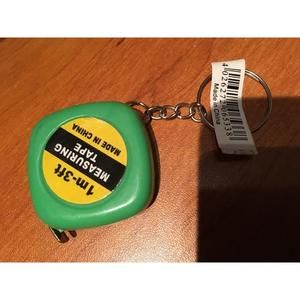 1m-3ft
MEASURING
TAPE
MADE IN CHINA
Made in China